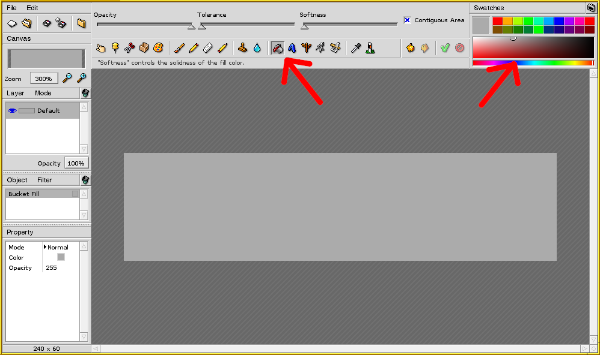 File Edit
Opacity Tolerance Softness Contiguous Area
Swatches
Canvas
Zoom 300%
"Softness" controls the solidness of the fill color.
Layer Mode
Default
Opacity 100%
Object Filter
Bucket Fill
Property
Mode Normal
Color
Opacity 255
240 x 60